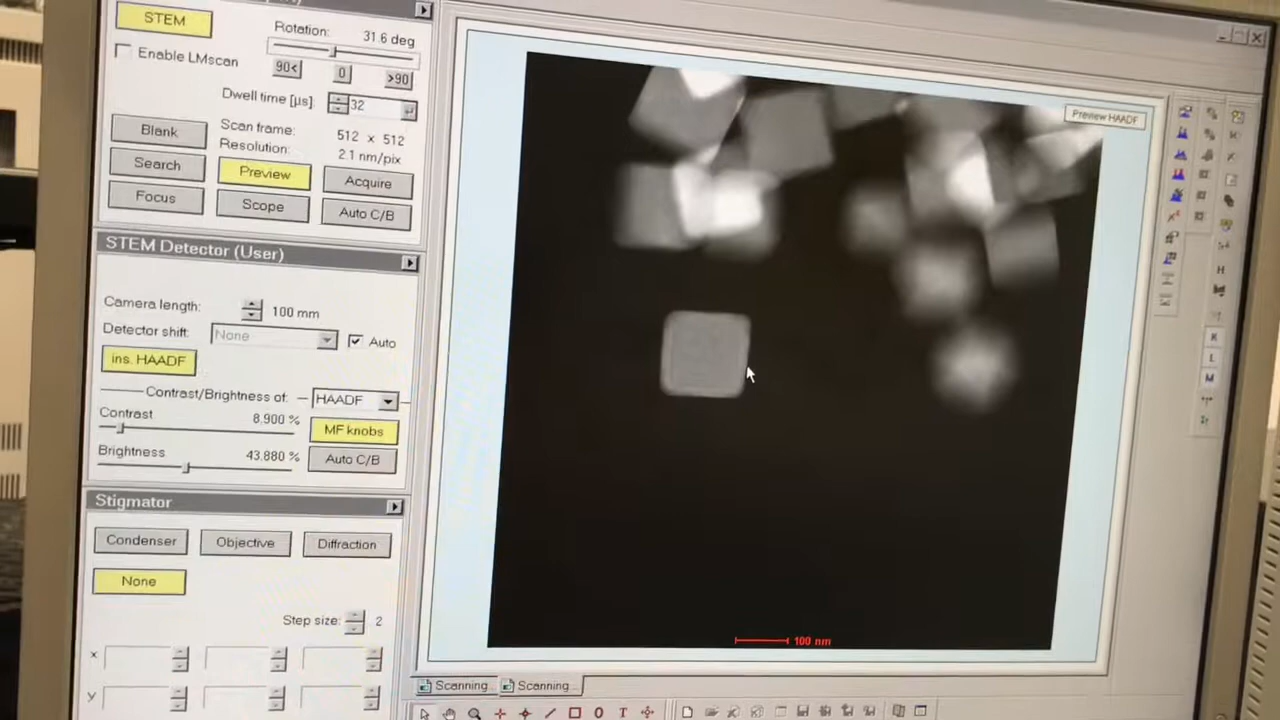 STEM
Rotation:
31.6 deg
Enable LMscan
90<
0
>90
Dwell time [µs]:
32
Blank
Scan frame:
512 x 512
Resolution:
2.1 nm/pix
Search
Preview
Acquire
Focus
Scope
Auto C/B
STEM Detector (User)
Camera length:
100 mm
Detector shift:
None
Auto
ins. HAADF
Contrast/Brightness of:
HAADF
Contrast
8.900 %
MF knobs
Brightness
43.880 %
Auto C/B
Stigmator
Condenser
Objective
Diffraction
None
Step size:
2
x
y
Preview HAADF
100 nm
H
K
L
M
Scanning
Scanning
T